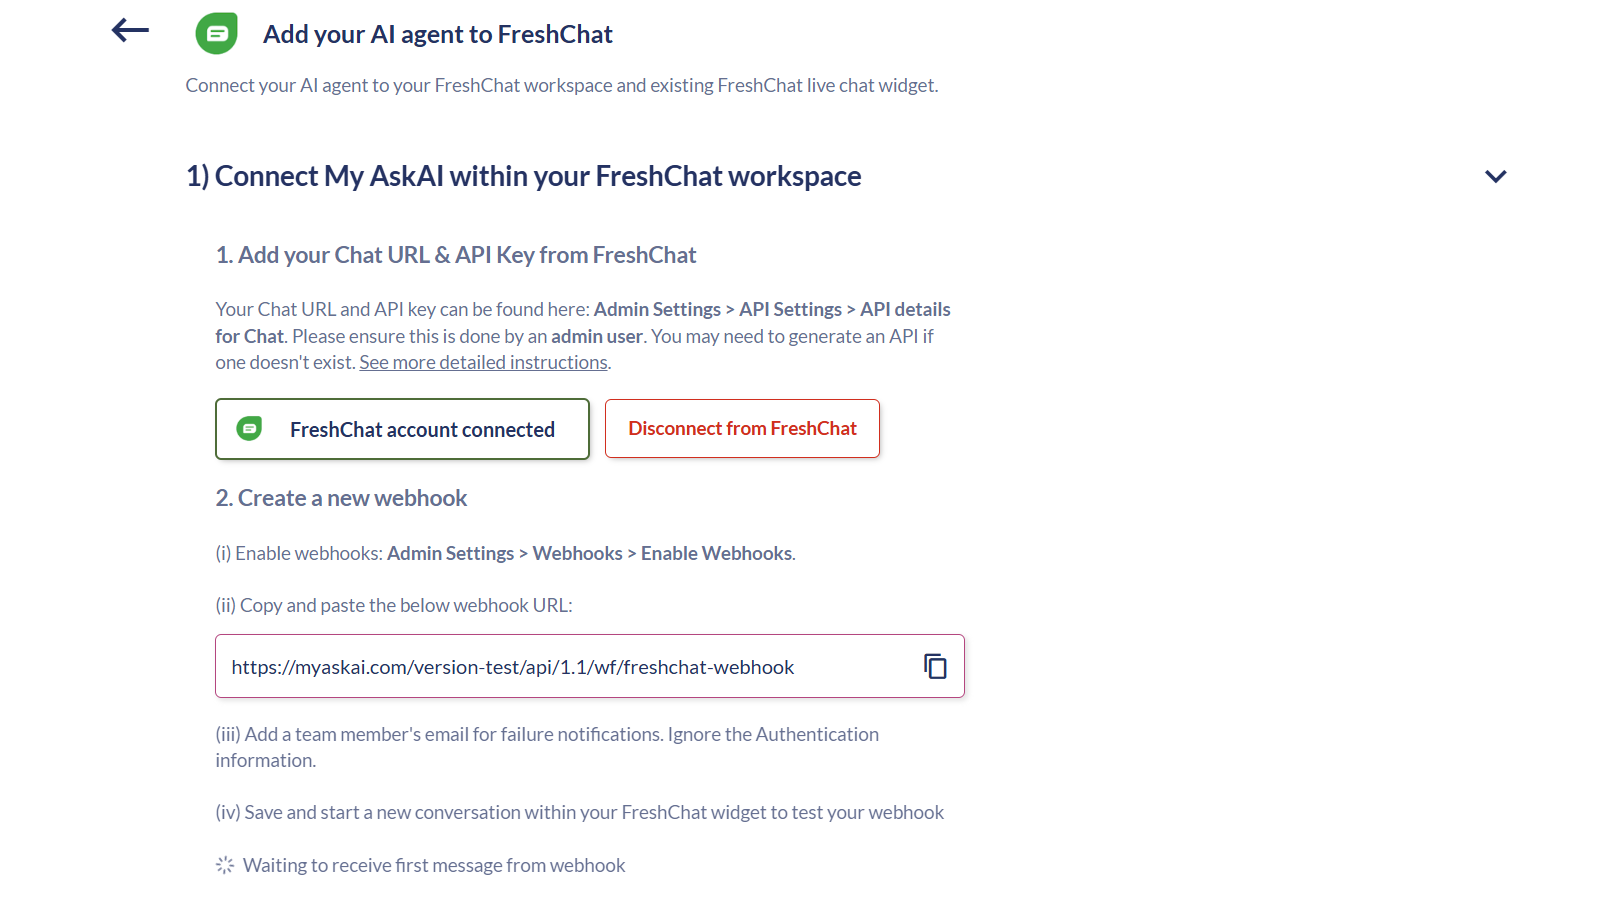 Add your AI agent to FreshChat
Connect your AI agent to your FreshChat workspace and existing FreshChat live chat widget.
1) Connect My AskAI within your FreshChat workspace
1. Add your Chat URL & API Key from FreshChat
Your Chat URL and API key can be found here: Admin Settings > API Settings > API details
for Chat. Please ensure this is done by an admin user. You may need to generate an API if
one doesn't exist. See more detailed instructions.
FreshChat account connected
Disconnect from FreshChat
2. Create a new webhook
(i) Enable webhooks: Admin Settings > Webhooks > Enable Webhooks.
(ii) Copy and paste the below webhook URL:
https://myaskai.com/version-test/api/1.1/wf/freshchat-webhook
(iii) Add a team member's email for failure notifications. Ignore the Authentication
information.
(iv) Save and start a new conversation within your FreshChat widget to test your webhook
Waiting to receive first message from webhook